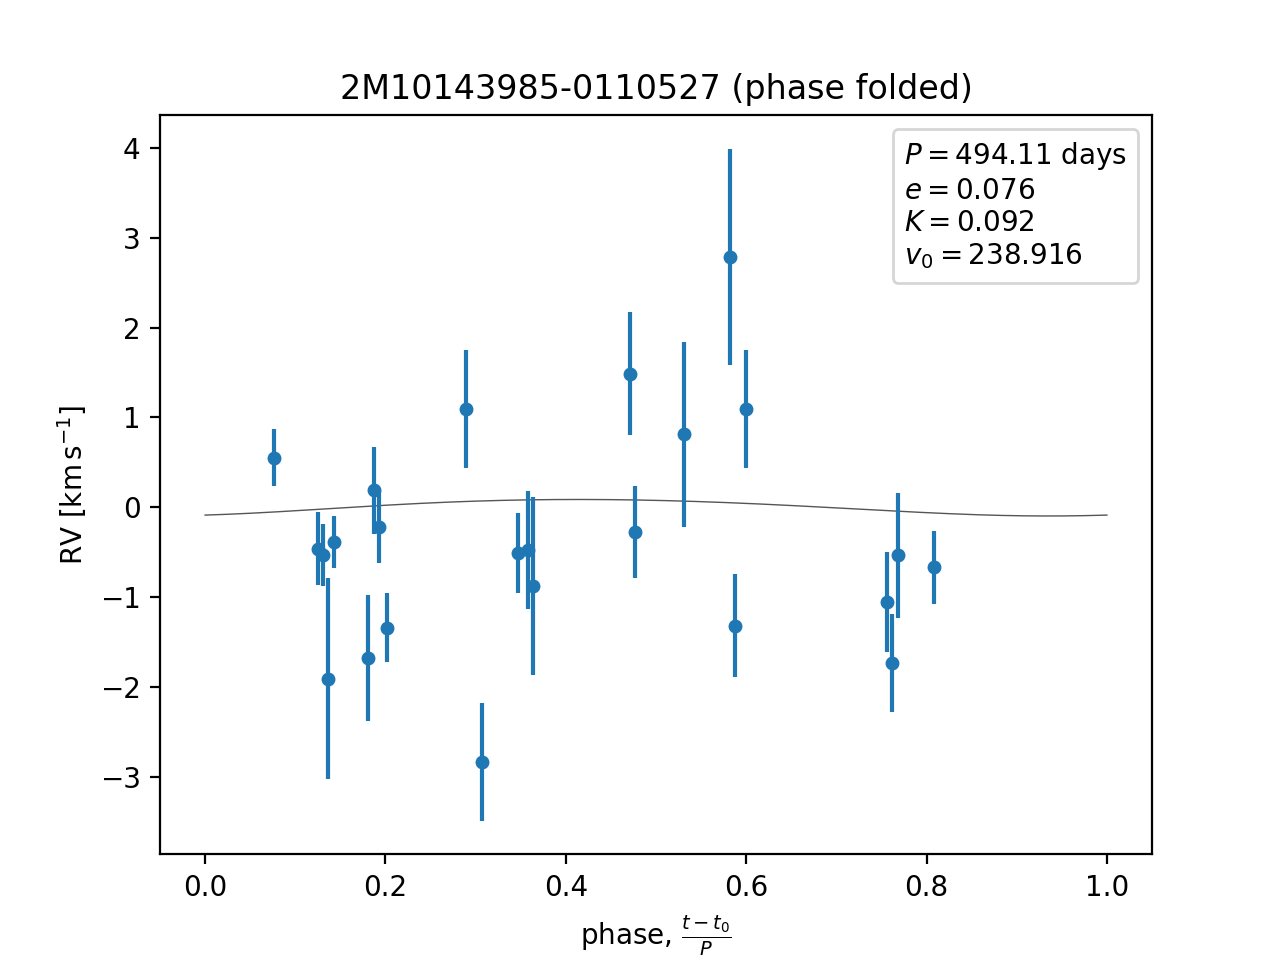 2M10143985-0110527 (phase folded)
P = 494.11 days
e = 0.076
K = 0.092
v₀ = 238.916
4
3
2
1
0
−1
−2
−3
RV [km s⁻¹]
0.0 0.2 0.4 0.6 0.8 1.0
phase, (t − t₀)/P